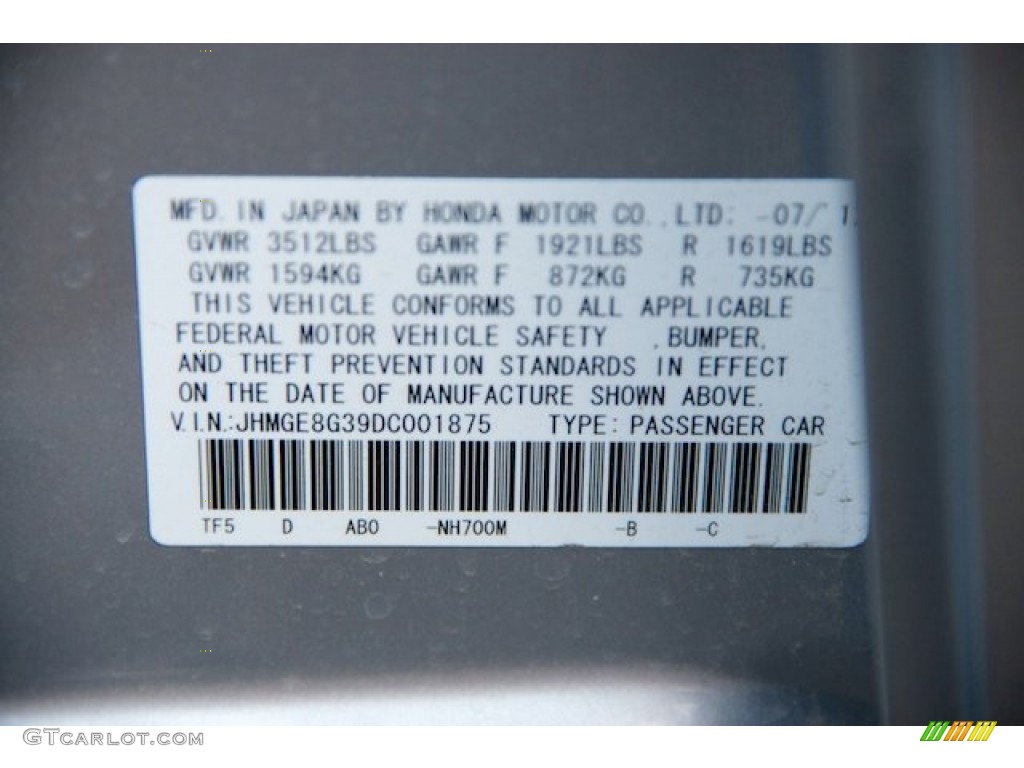 MFD. IN JAPAN BY HONDA MOTOR CO., LTD: -07/ 1
GVWR 3512LBS GAWR F 1921LBS R 1619LBS
GVWR 1594KG GAWR F 872KG R 735KG
THIS VEHICLE CONFORMS TO ALL APPLICABLE
FEDERAL MOTOR VEHICLE SAFETY , BUMPER,
AND THEFT PREVENTION STANDARDS IN EFFECT
ON THE DATE OF MANUFACTURE SHOWN ABOVE.
V.I.N.:JHMGE8G39DC001875 TYPE: PASSENGER CAR
TF5 D AB0 -NH700M -B -C
GTCarLot.com